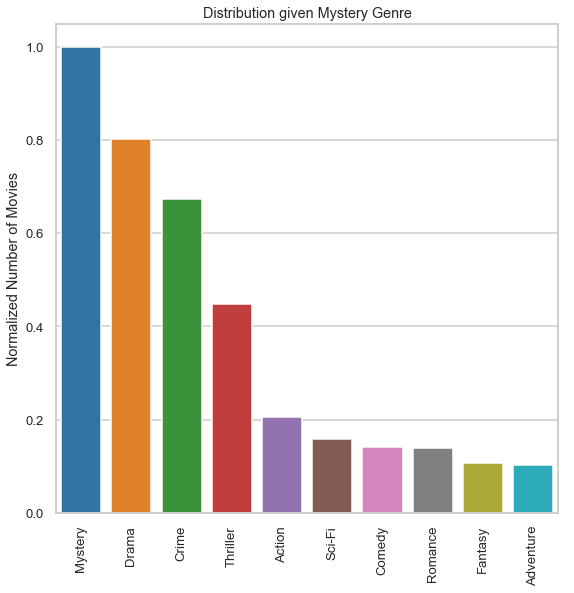 Distribution given Mystery Genre
Normalized Number of Movies
1.0
0.8
0.6
0.4
0.2
0.0
Mystery
Drama
Crime
Thriller
Action
Sci-Fi
Comedy
Romance
Fantasy
Adventure